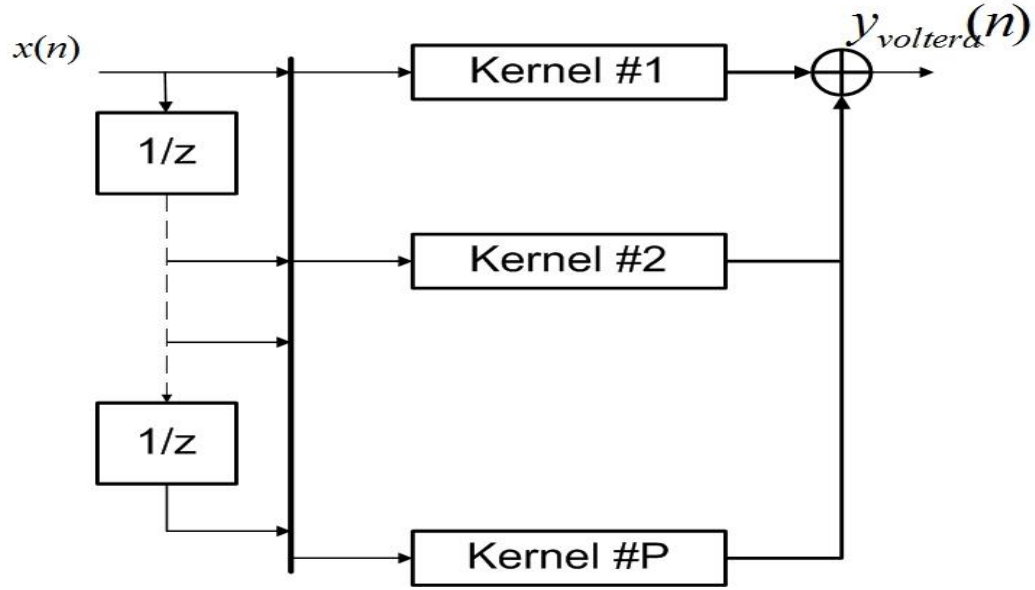 x(n)
y_voltera(n)
Kernel #1
1/z
Kernel #2
1/z
Kernel #P